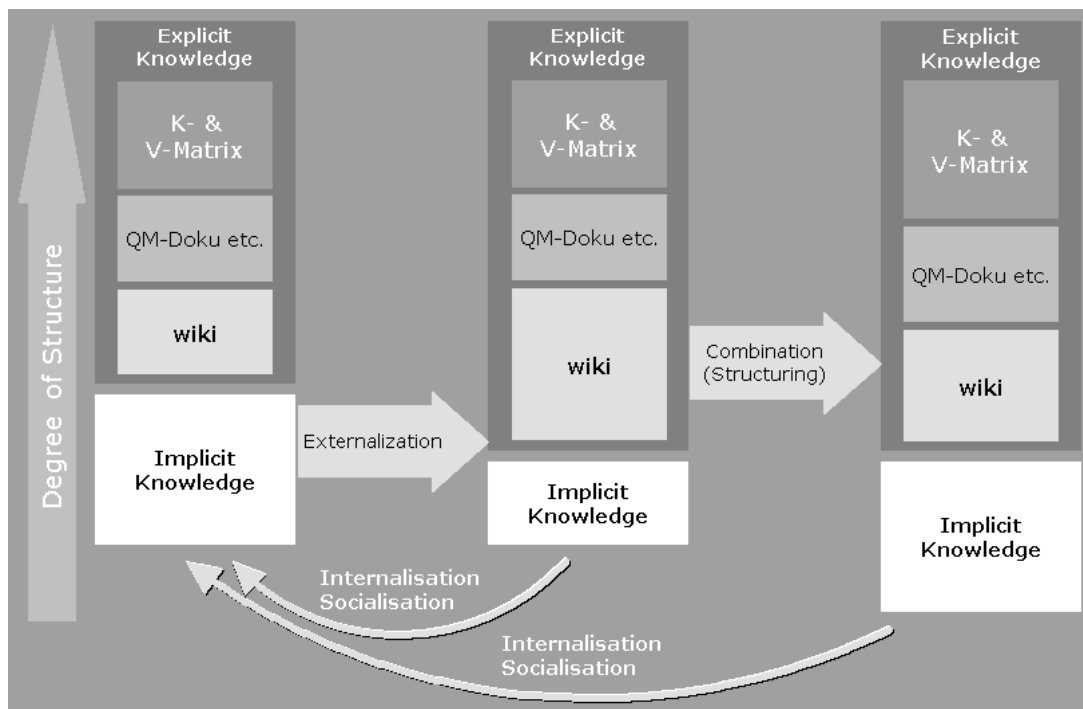 Degree of Structure
Explicit
Knowledge
K- &
V-Matrix
QM-Doku etc.
wiki
Implicit
Knowledge
Externalization
Explicit
Knowledge
K- &
V-Matrix
QM-Doku etc.
wiki
Implicit
Knowledge
Combination
(Structuring)
Explicit
Knowledge
K- &
V-Matrix
QM-Doku etc.
wiki
Implicit
Knowledge
Internalisation
Socialisation
Internalisation
Socialisation